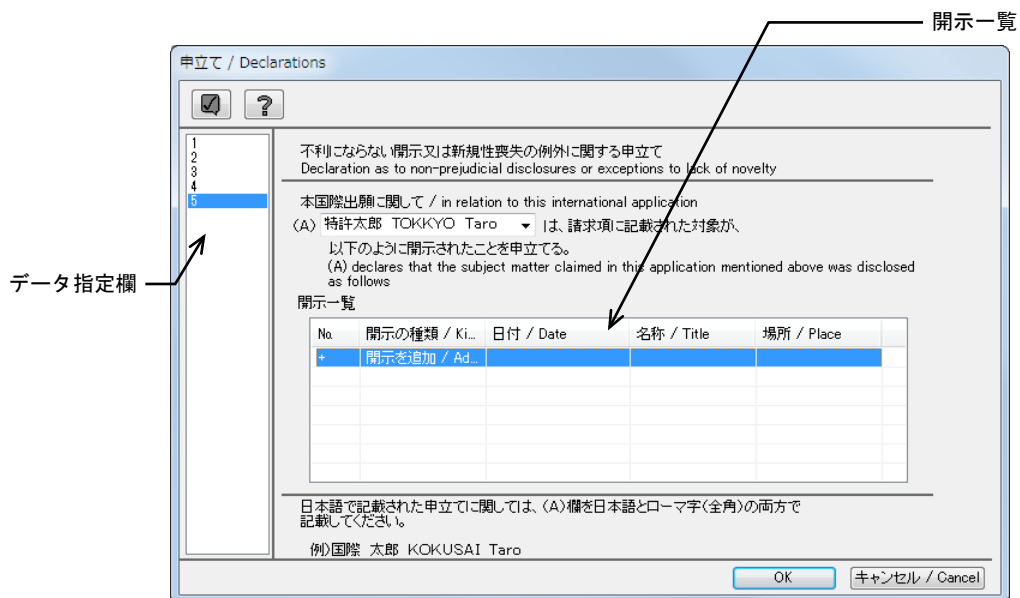 開示一覧
申立て / Declarations
1
2
3
4
5
不利にならない開示又は新規性喪失の例外に関する申立て
Declaration as to non-prejudicial disclosures or exceptions to lack of novelty
本国際出願に関して / in relation to this international application
(A) 特許太郎 TOKKYO Taro は、請求項に記載された対象が、
以下のように開示されたことを申立てる。
(A) declares that the subject matter claimed in this application mentioned above was disclosed
as follows
データ指定欄
開示一覧
No. 開示の種類 / Ki... 日付 / Date 名称 / Title 場所 / Place
+ 開示を追加 / Ad...
日本語で記載された申立てに関しては、(A)欄を日本語とローマ字(全角)の両方で
記載してください。
例)国際 太郎 KOKUSAI Taro
OK キャンセル / Cancel